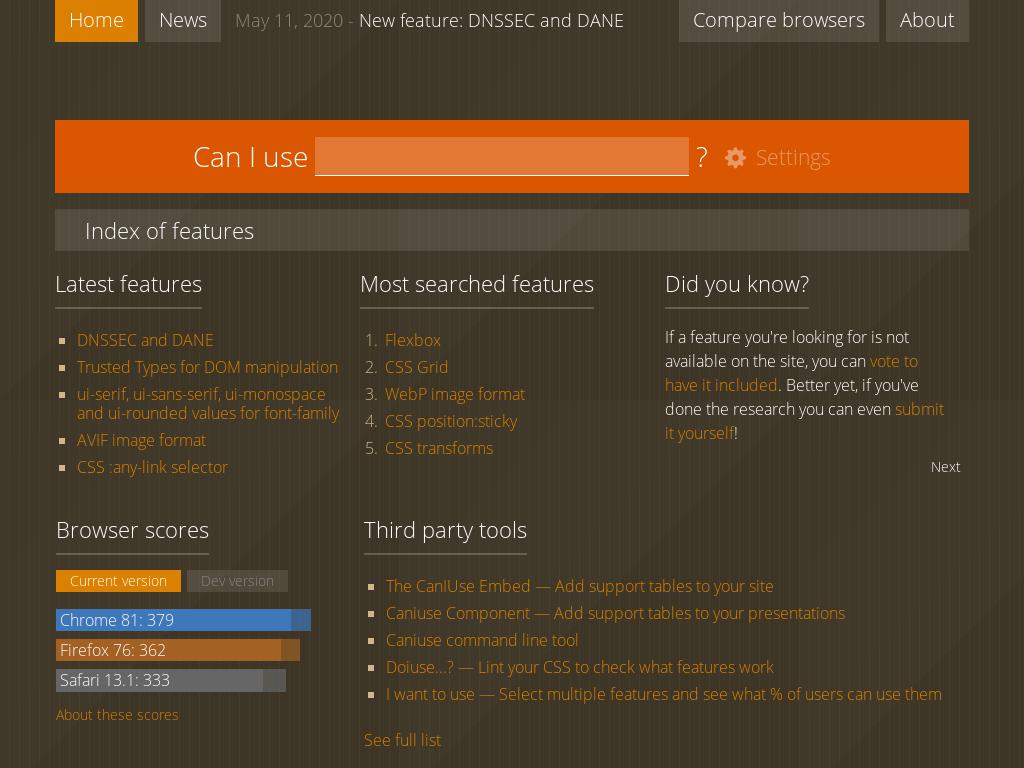 Home
News
May 11, 2020 - New feature: DNSSEC and DANE
Compare browsers
About
Can I use ?
Settings
Index of features
Latest features
DNSSEC and DANE
Trusted Types for DOM manipulation
ui-serif, ui-sans-serif, ui-monospace
and ui-rounded values for font-family
AVIF image format
CSS :any-link selector
Most searched features
1. Flexbox
2. CSS Grid
3. WebP image format
4. CSS position:sticky
5. CSS transforms
Did you know?
If a feature you're looking for is not
available on the site, you can vote to
have it included. Better yet, if you've
done the research you can even submit
it yourself!
Next
Browser scores
Current version
Dev version
Chrome 81: 379
Firefox 76: 362
Safari 13.1: 333
About these scores
Third party tools
The CanIUse Embed — Add support tables to your site
Caniuse Component — Add support tables to your presentations
Caniuse command line tool
Doiuse...? — Lint your CSS to check what features work
I want to use — Select multiple features and see what % of users can use them
See full list